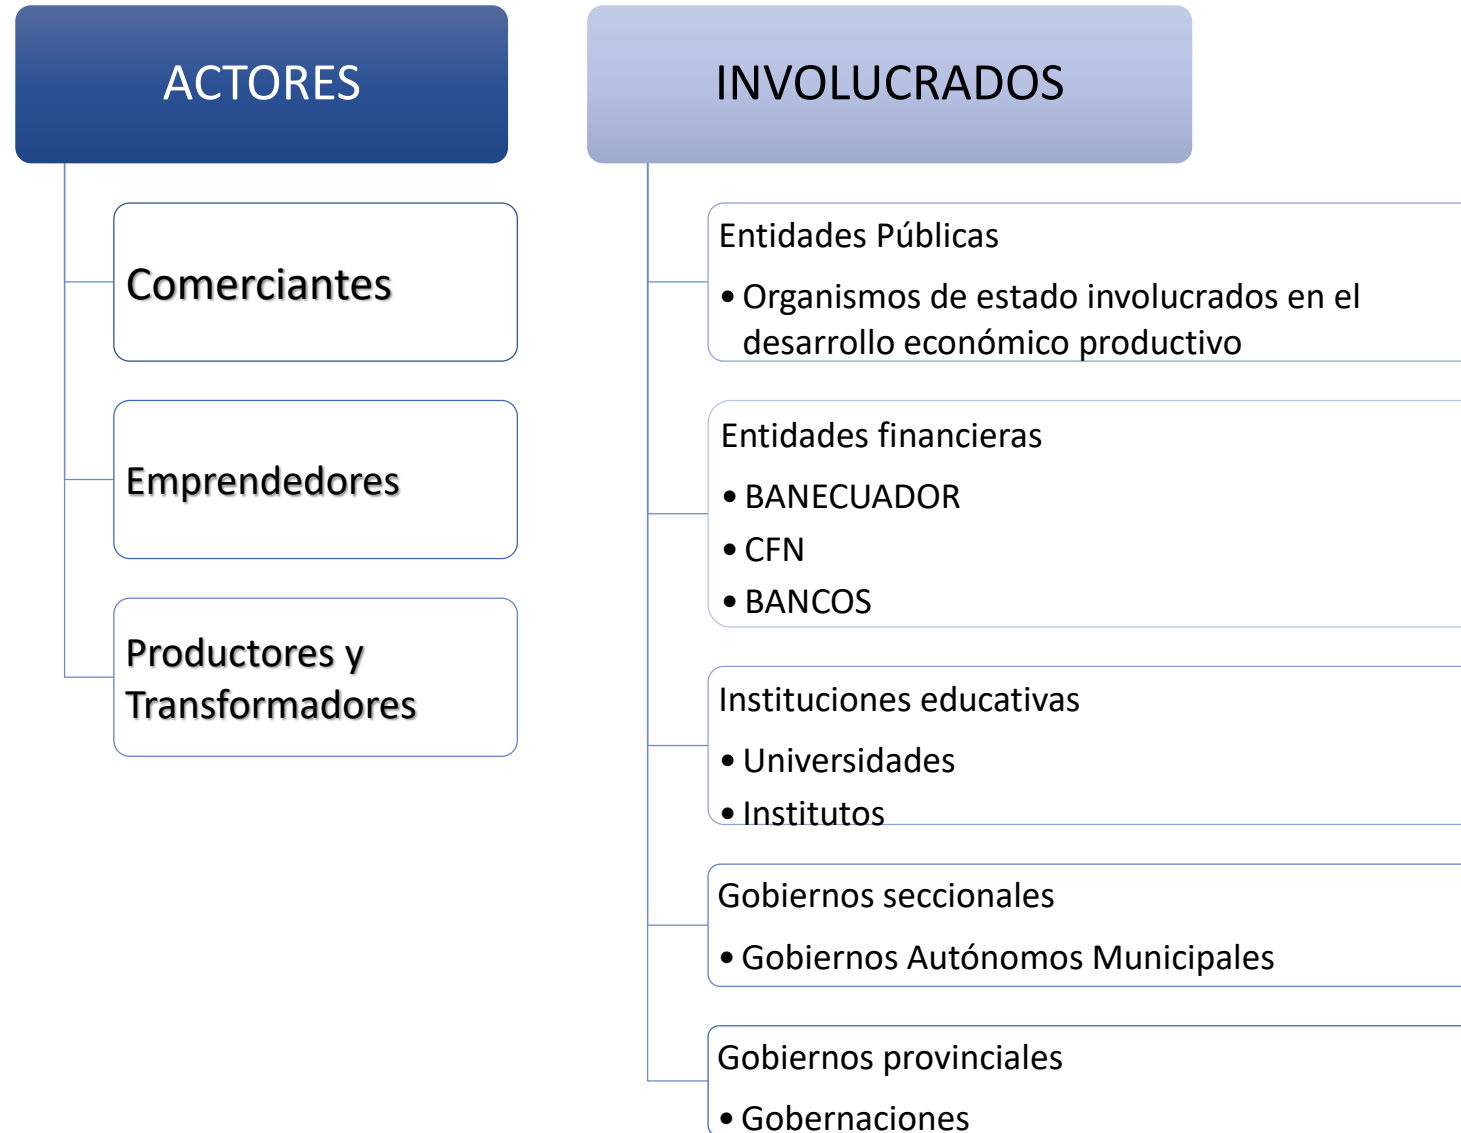 ACTORES
Comerciantes
Emprendedores
Productores y
Transformadores
INVOLUCRADOS
Entidades Públicas
• Organismos de estado involucrados en el
desarrollo económico productivo
Entidades financieras
• BANECUADOR
• CFN
• BANCOS
Instituciones educativas
• Universidades
• Institutos
Gobiernos seccionales
• Gobiernos Autónomos Municipales
Gobiernos provinciales
• Gobernaciones